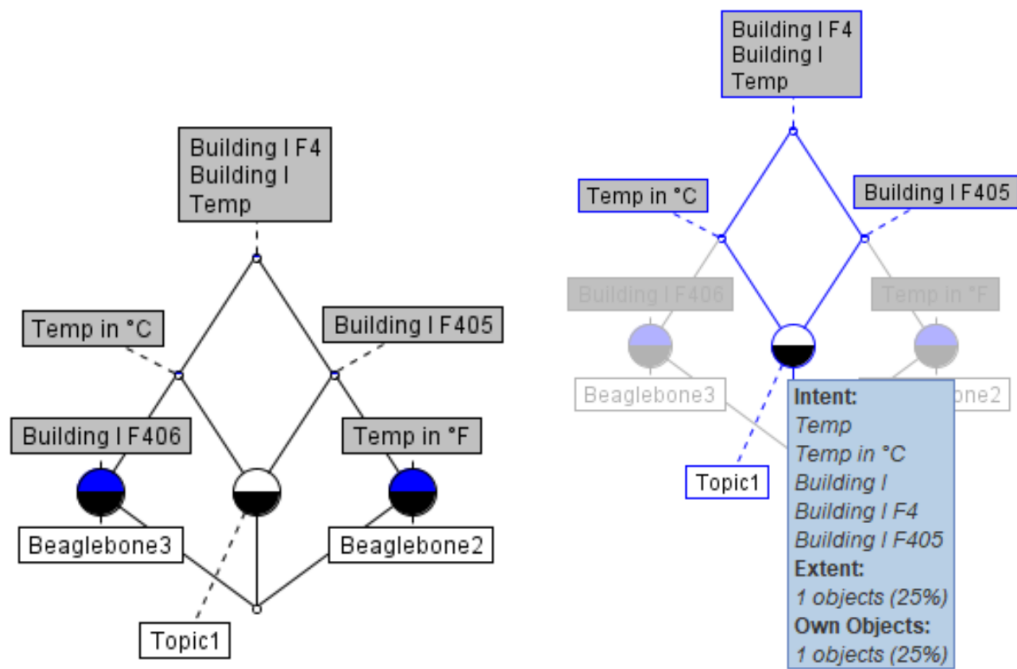 Building I F4
Building I
Temp
Temp in °C
Building I F405
Building I F406
Temp in °F
Beaglebone3
Beaglebone2
Topic1
Building I F4
Building I
Temp
Temp in °C
Building I F405
Building I F406
Temp in °F
Beaglebone3
bone2
Topic1
Intent:
Temp
Temp in °C
Building I
Building I F4
Building I F405
Extent:
1 objects (25%)
Own Objects:
1 objects (25%)